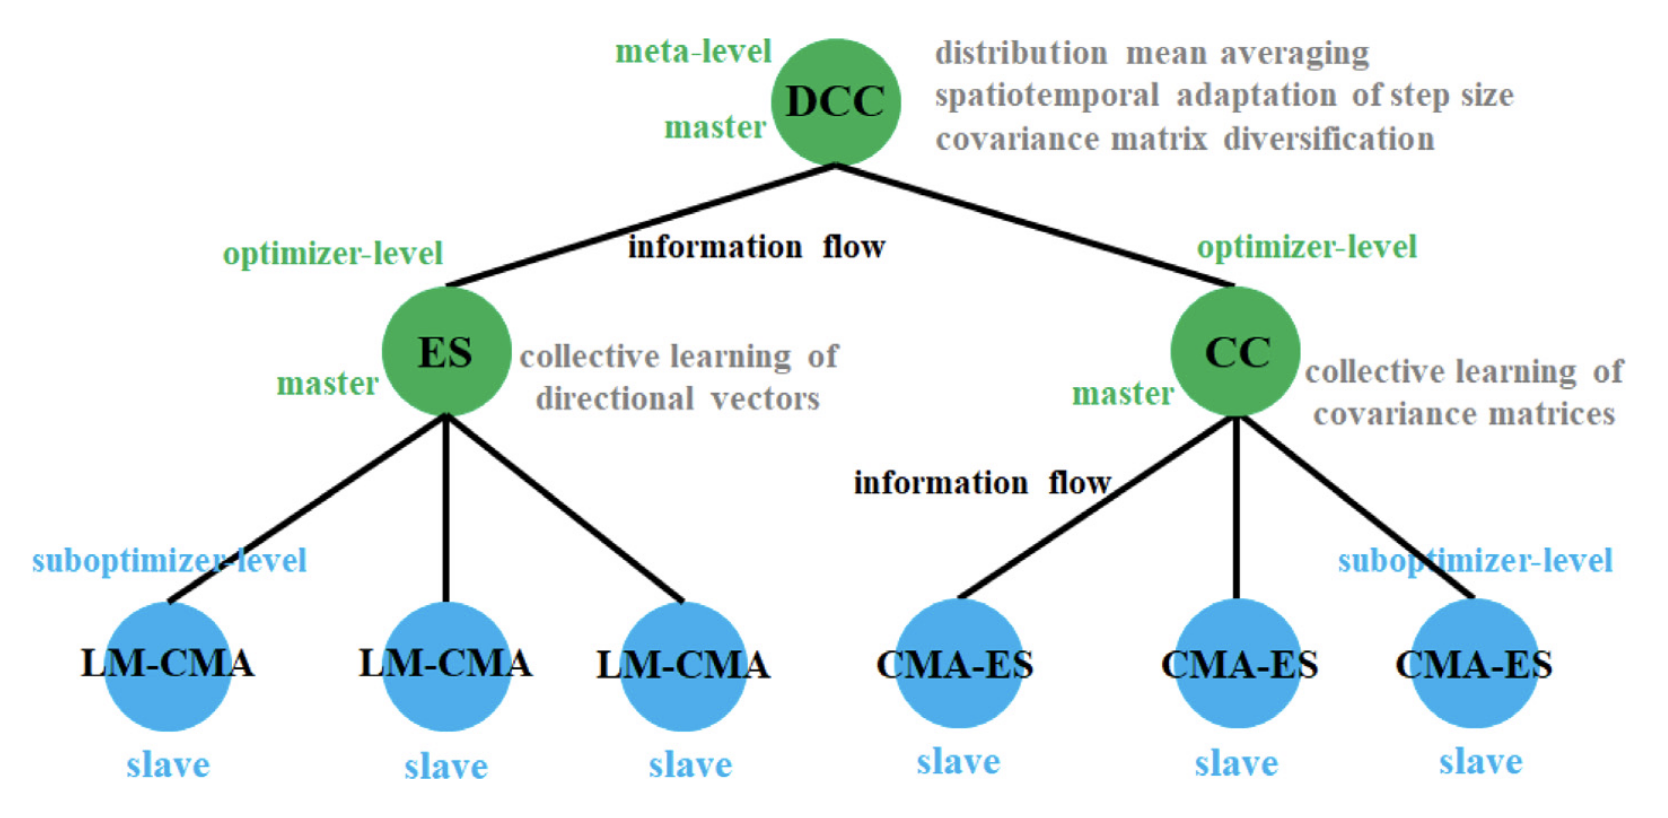 meta-level
DCC
master
distribution mean averaging
spatiotemporal adaptation of step size
covariance matrix diversification
optimizer-level
information flow
optimizer-level
ES
master
collective learning of
directional vectors
CC
master
collective learning of
covariance matrices
information flow
suboptimizer-level
suboptimizer-level
LM-CMA
LM-CMA
LM-CMA
CMA-ES
CMA-ES
CMA-ES
slave
slave
slave
slave
slave
slave